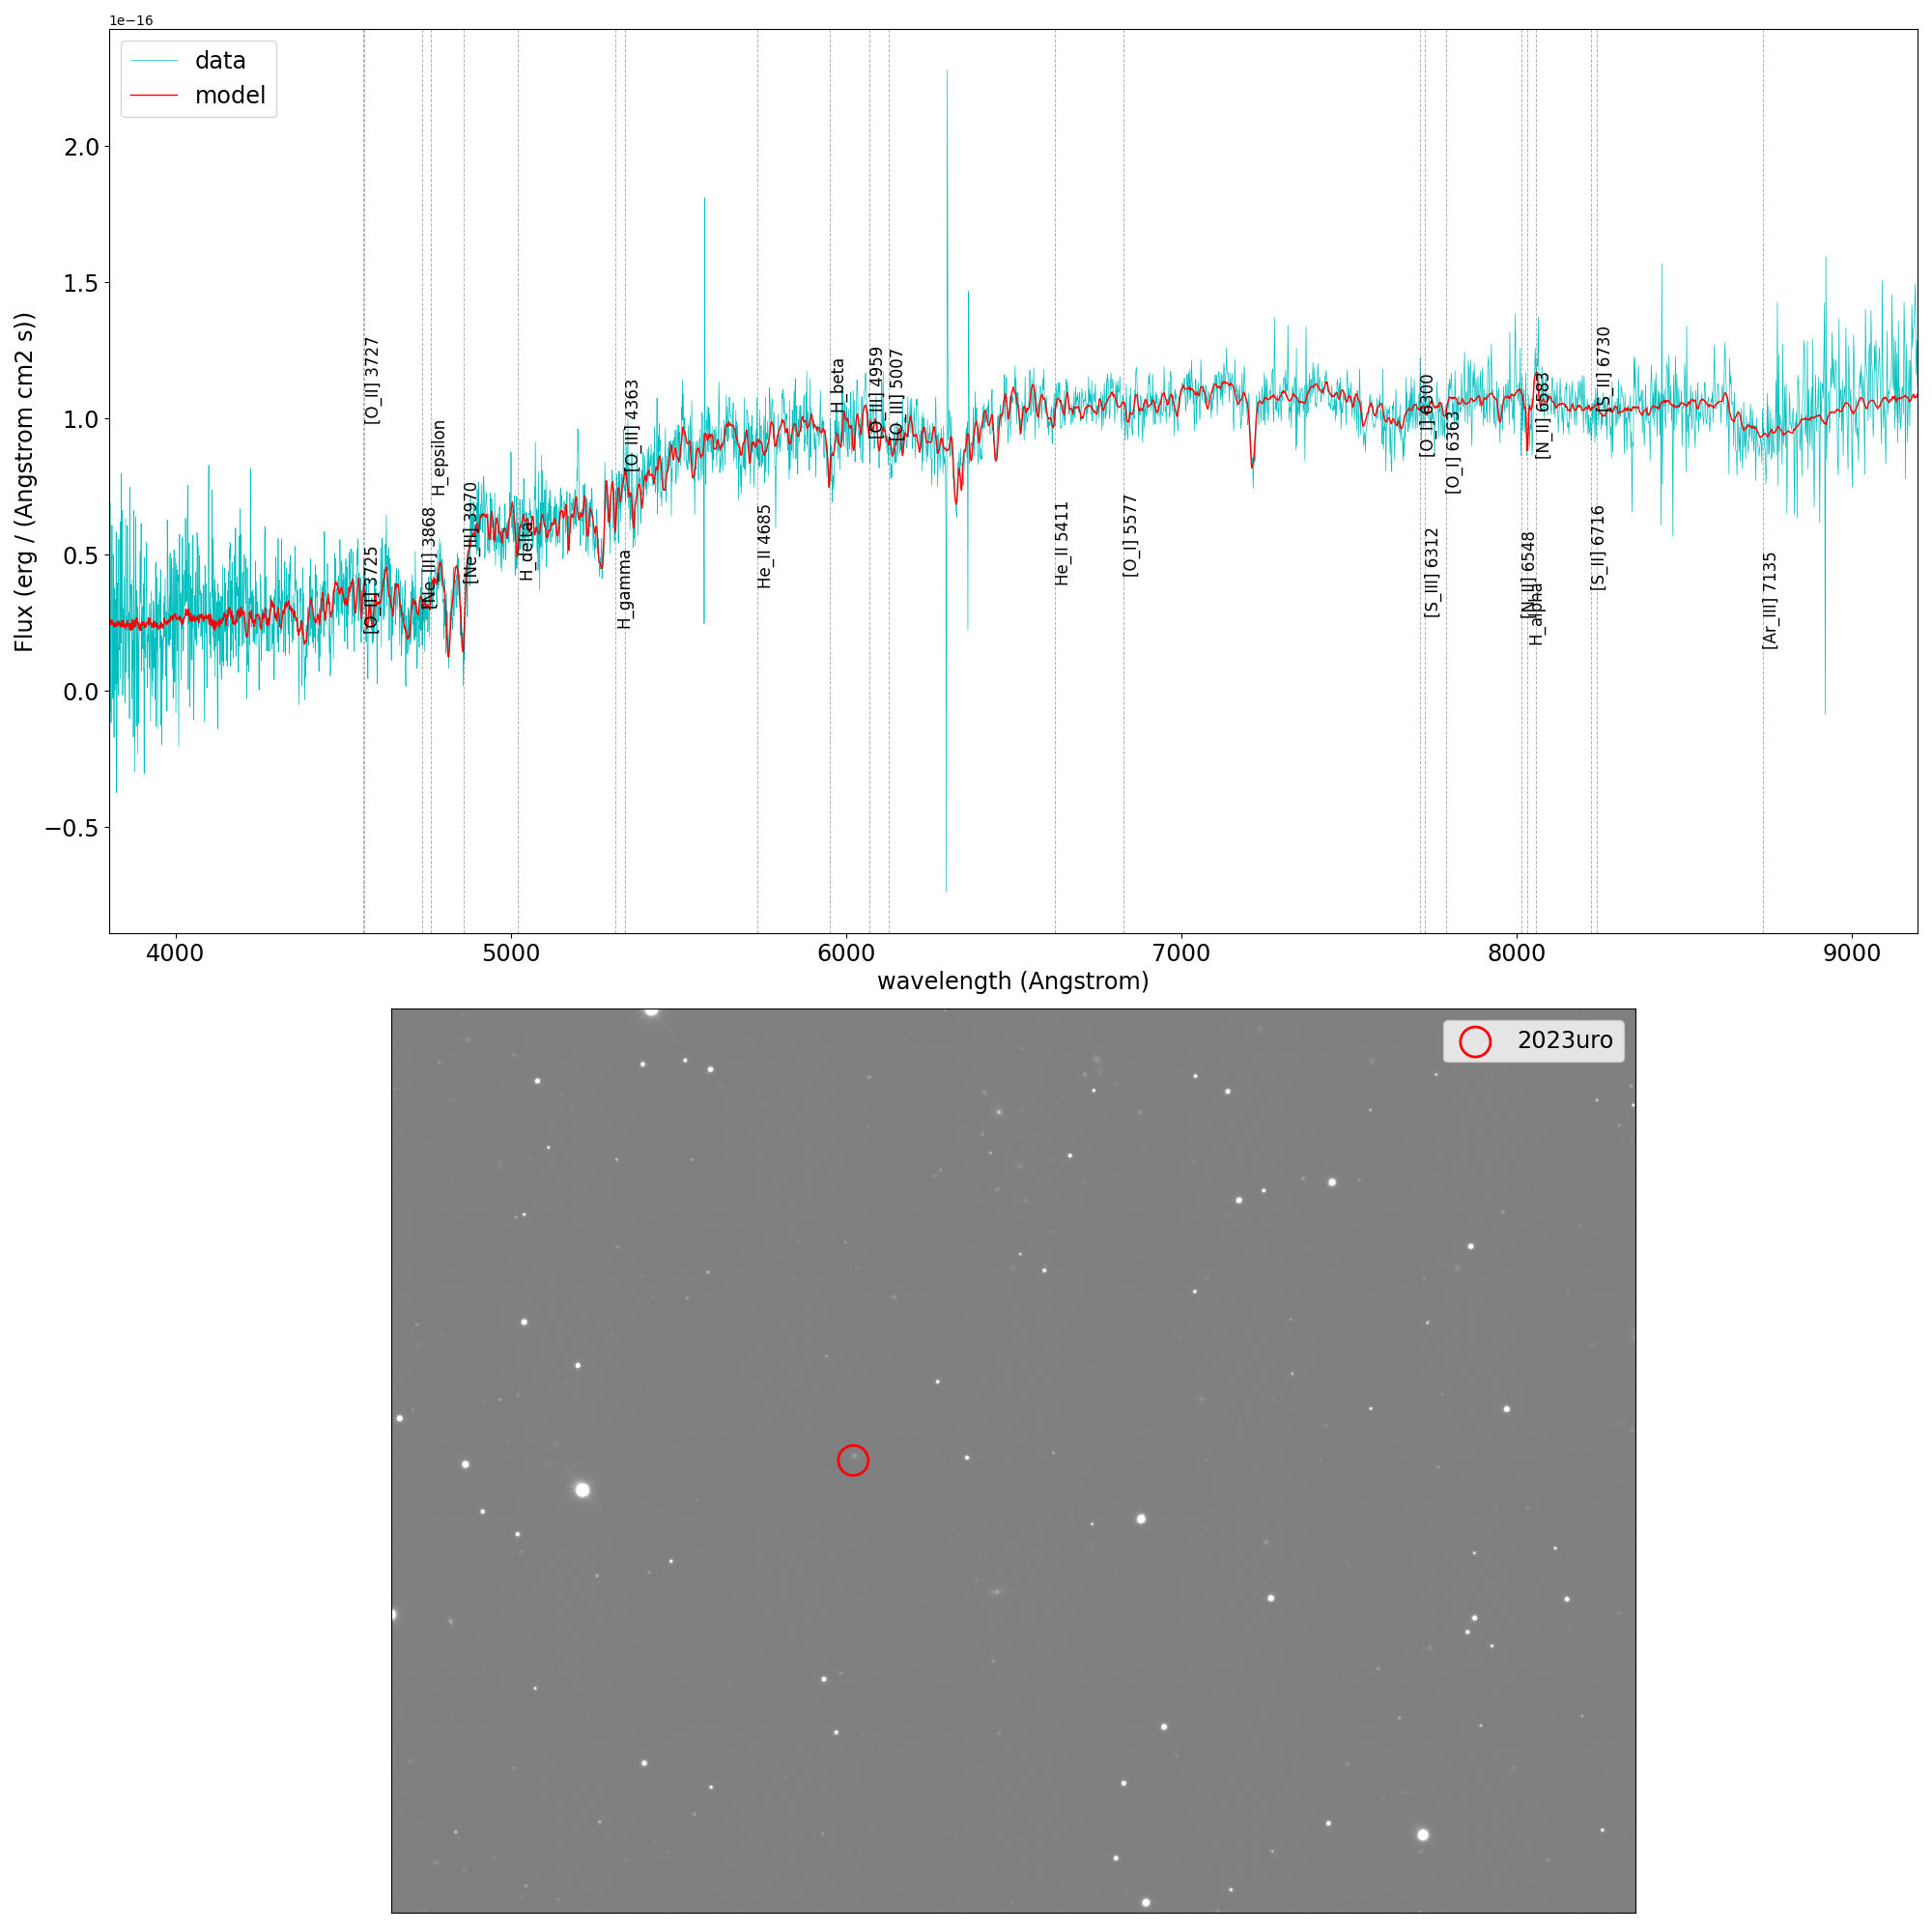 1e−16
data
model
2.0
1.5
1.0
0.5
0.0
−0.5
Flux (erg / (Angstrom cm2 s))
[O_II] 3727
[O_II] 3725
[Ne_III] 3868
H_epsilon
[Ne_III] 3970
H_delta
H_gamma
[O_III] 4363
He_II 4685
H_beta
[O_III] 4959
[O_III] 5007
He_II 5411
[O_I] 5577
[O_I] 6300
[S_III] 6312
[O_I] 6363
[N_II] 6548
H_alpha
[N_II] 6583
[S_II] 6716
[S_II] 6730
[Ar_III] 7135
4000 5000 6000 7000 8000 9000
wavelength (Angstrom)
2023uro